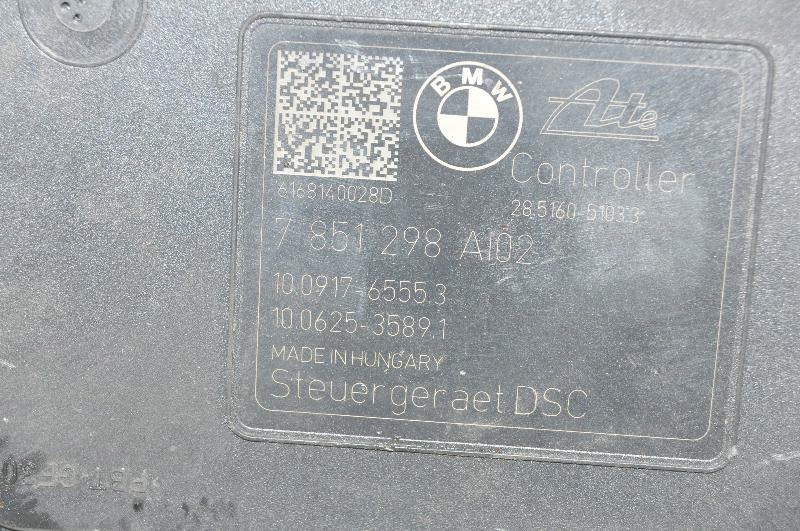 BMW
Ate
Controller
6168140028D
28.5160-5103.3
7 851 298 AI02
10.0917-6555.3
10.0625-3589.1
MADE IN HUNGARY
Steuergeraet DSC